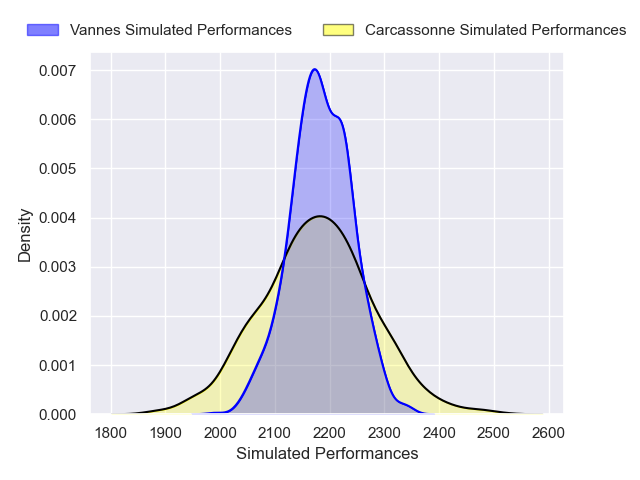 Vannes Simulated Performances
Carcassonne Simulated Performances
Density
0.007
0.006
0.005
0.004
0.003
0.002
0.001
0.000
1800 1900 2000 2100 2200 2300 2400 2500 2600
Simulated Performances